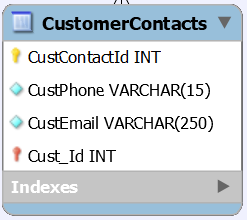 CustomerContacts
CustContactId INT
CustPhone VARCHAR(15)
CustEmail VARCHAR(250)
Cust_Id INT
Indexes